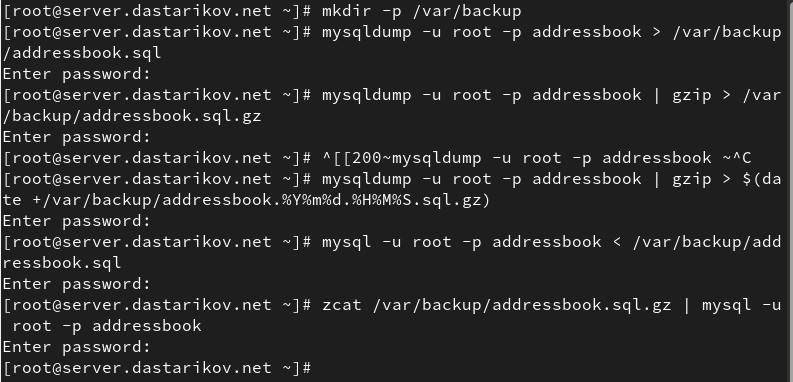 [root@server.dastarikov.net ~]# mkdir -p /var/backup
[root@server.dastarikov.net ~]# mysqldump -u root -p addressbook > /var/backup
/addressbook.sql
Enter password:
[root@server.dastarikov.net ~]# mysqldump -u root -p addressbook | gzip > /var
/backup/addressbook.sql.gz
Enter password:
[root@server.dastarikov.net ~]# ^[[200~mysqldump -u root -p addressbook ~^C
[root@server.dastarikov.net ~]# mysqldump -u root -p addressbook | gzip > $(da
te +/var/backup/addressbook.%Y%m%d.%H%M%S.sql.gz)
Enter password:
[root@server.dastarikov.net ~]# mysql -u root -p addressbook < /var/backup/add
ressbook.sql
Enter password:
[root@server.dastarikov.net ~]# zcat /var/backup/addressbook.sql.gz | mysql -u
 root -p addressbook
Enter password:
[root@server.dastarikov.net ~]#